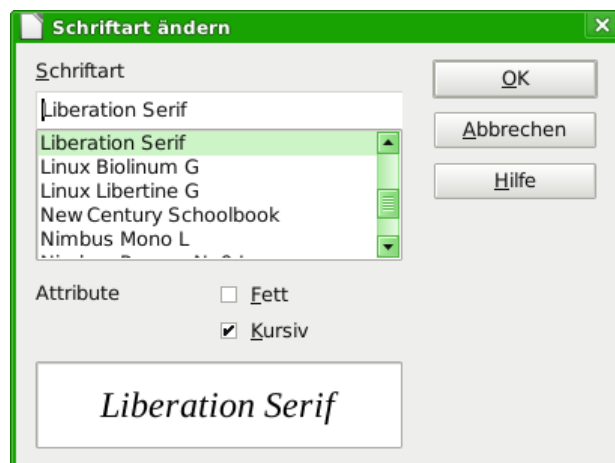 Schriftart ändern
Schriftart
Liberation Serif
Liberation Serif
Linux Biolinum G
Linux Libertine G
New Century Schoolbook
Nimbus Mono L
OK
Abbrechen
Hilfe
Attribute
Fett
Kursiv
Liberation Serif